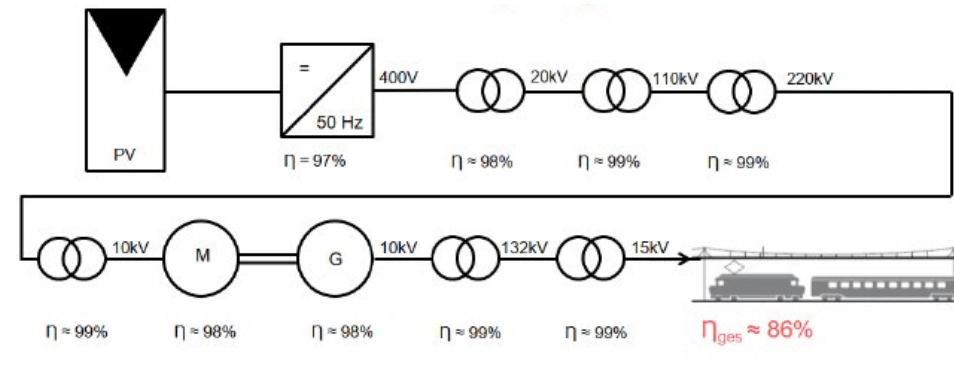 =
50 Hz
PV
400V
20kV
110kV
220kV
η = 97%
η ≈ 98%
η ≈ 99%
η ≈ 99%
10kV
M
G
10kV
132kV
15kV
η ≈ 99%
η ≈ 98%
η ≈ 98%
η ≈ 99%
η ≈ 99%
ηges ≈ 86%